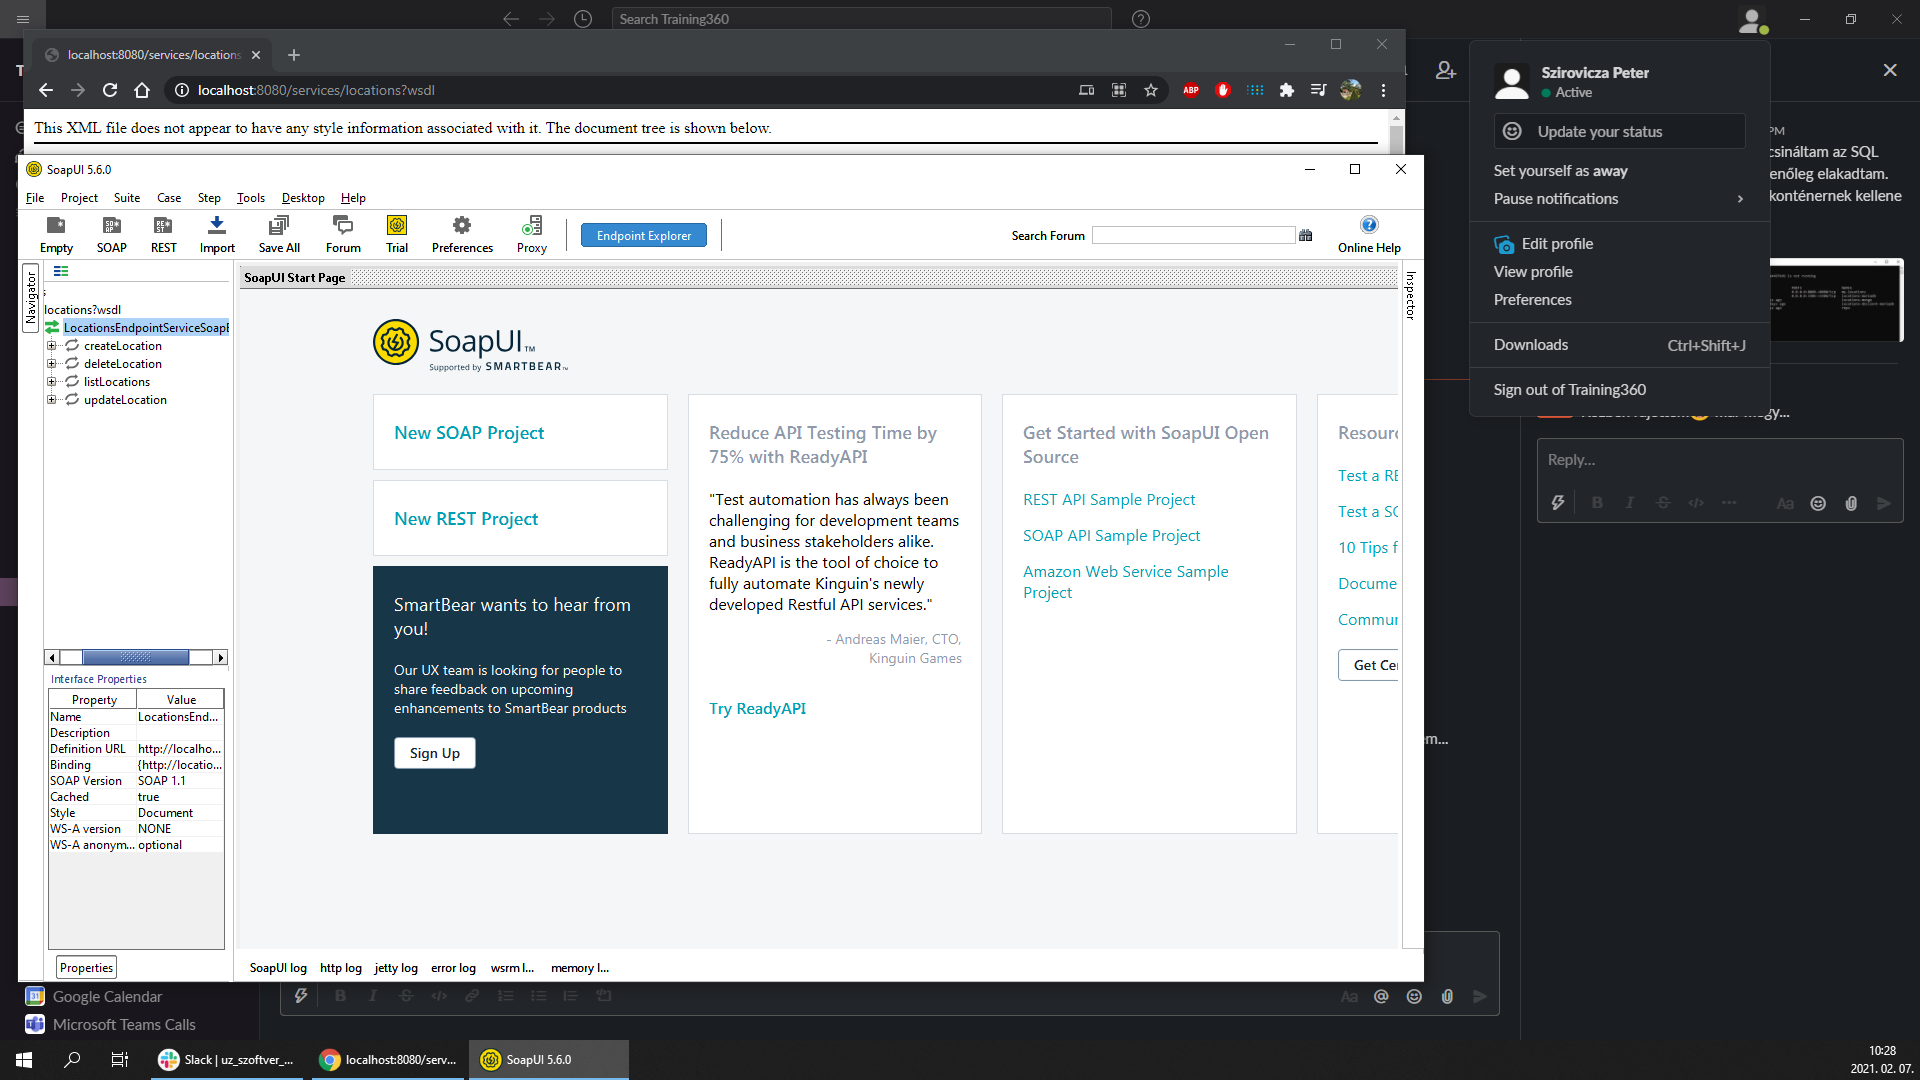 Search Training360
localhost:8080/services/locations
localhost:8080/services/locations?wsdl
This XML file does not appear to have any style information associated with it. The document tree is shown below.
SoapUI 5.6.0
File Project Suite Case Step Tools Desktop Help
Empty SOAP REST Import Save All Forum Trial Preferences Proxy
Endpoint Explorer
Search Forum
Online Help
Navigator
locations?wsdl
LocationsEndpointServiceSoap
createLocation
deleteLocation
listLocations
updateLocation
Interface Properties
Property Value
Name LocationsEnd...
Description
Definition URL http://localho...
Binding {http://locatio...
SOAP Version SOAP 1.1
Cached true
Style Document
WS-A version NONE
WS-A anonym... optional
Properties
SoapUI Start Page
Inspector
SoapUI™
Supported by SMARTBEAR™
New SOAP Project
New REST Project
SmartBear wants to hear from
you!
Our UX team is looking for people to
share feedback on upcoming
enhancements to SmartBear products
Sign Up
Reduce API Testing Time by
75% with ReadyAPI
"Test automation has always been
challenging for development teams
and business stakeholders alike.
ReadyAPI is the tool of choice to
fully automate Kinguin's newly
developed Restful API services."
- Andreas Maier, CTO,
Kinguin Games
Try ReadyAPI
Get Started with SoapUI Open
Source
REST API Sample Project
SOAP API Sample Project
Amazon Web Service Sample
Project
Resourc
Test a RE
Test a SO
10 Tips f
Docume
Commun
Get Cer
SoapUI log http log jetty log error log wsrm l... memory l...
Szirovicza Peter
Active
Update your status
Set yourself as away
Pause notifications
Edit profile
View profile
Preferences
Downloads Ctrl+Shift+J
Sign out of Training360
PM
csináltam az SQL
enőleg elakadtam.
konténernek kellene
Reply...
em...
Google Calendar
Microsoft Teams Calls
Slack | uz_szoftver_...
localhost:8080/serv...
SoapUI 5.6.0
10:28
2021. 02. 07.